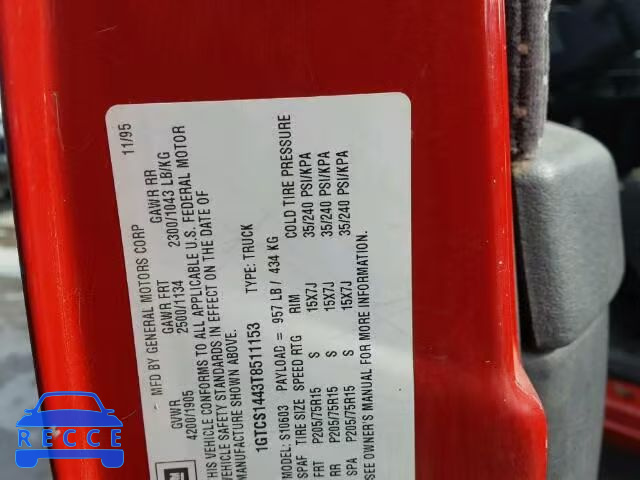 MFD BY GENERAL MOTORS CORP 11/95
GVWR GAWR FRT GAWR RR
4200/1905 2500/1134 2300/1043 LB/KG
THIS VEHICLE CONFORMS TO ALL APPLICABLE U.S. FEDERAL MOTOR
VEHICLE SAFETY STANDARDS IN EFFECT ON THE DATE OF
MANUFACTURE SHOWN ABOVE.
1GTCS1443T8511153 TYPE: TRUCK
MODEL: S10603 PAYLOAD = 957 LB / 434 KG
SPAF TIRE SIZE SPEED RTG RIM COLD TIRE PRESSURE
FRT P205/75R15 S 15X7J 35/240 PSI/KPA
RR P205/75R15 S 15X7J 35/240 PSI/KPA
SPA P205/75R15 S 15X7J 35/240 PSI/KPA
SEE OWNER'S MANUAL FOR MORE
GM
AUTO-BIDCAR